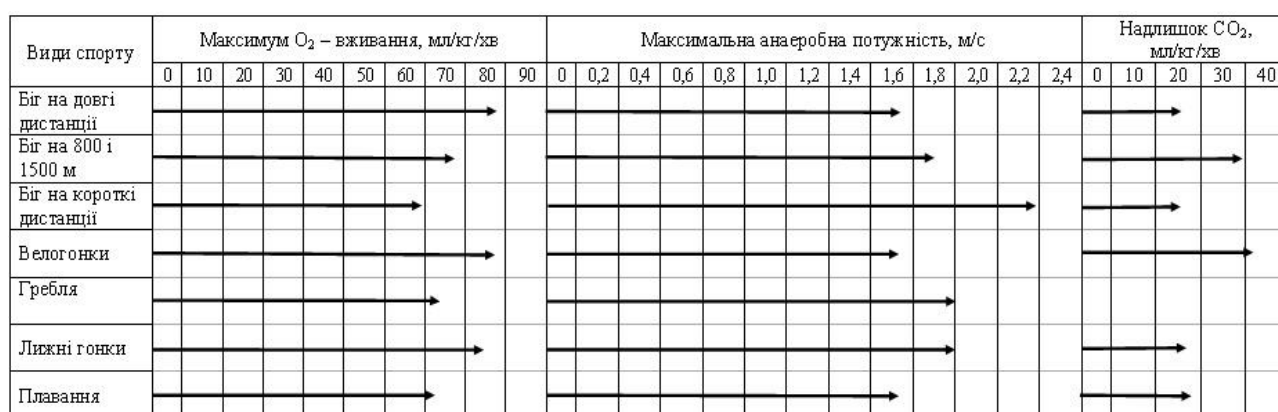 Види спорту
Максимум O₂ – вживання, мл/кг/хв
Максимальна анаеробна потужність, м/с
Надлишок CO₂,
мл/кг/хв
0 10 20 30 40 50 60 70 80 90
0 0,2 0,4 0,6 0,8 1,0 1,2 1,4 1,6 1,8 2,0 2,2 2,4
0 10 20 30 40
Біг на довгі
дистанції
Біг на 800 і
1500 м
Біг на короткі
дистанції
Велогонки
Гребля
Лижні гонки
Плавання